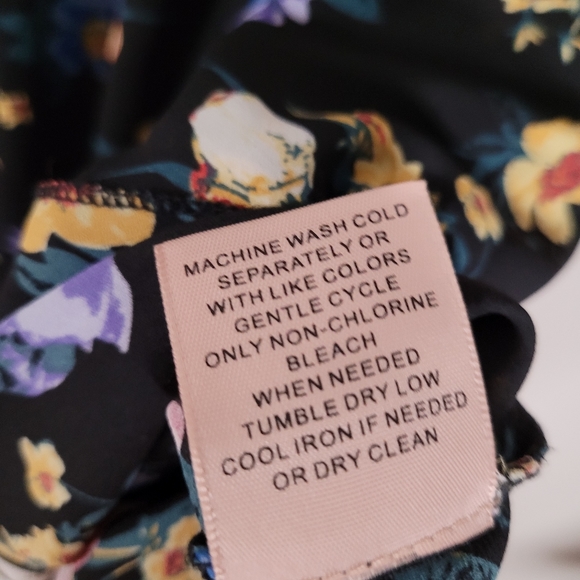 MACHINE WASH COLD
SEPARATELY OR
WITH LIKE COLORS
GENTLE CYCLE
ONLY NON-CHLORINE
BLEACH
WHEN NEEDED
TUMBLE DRY LOW
COOL IRON IF NEEDED
OR DRY CLEAN